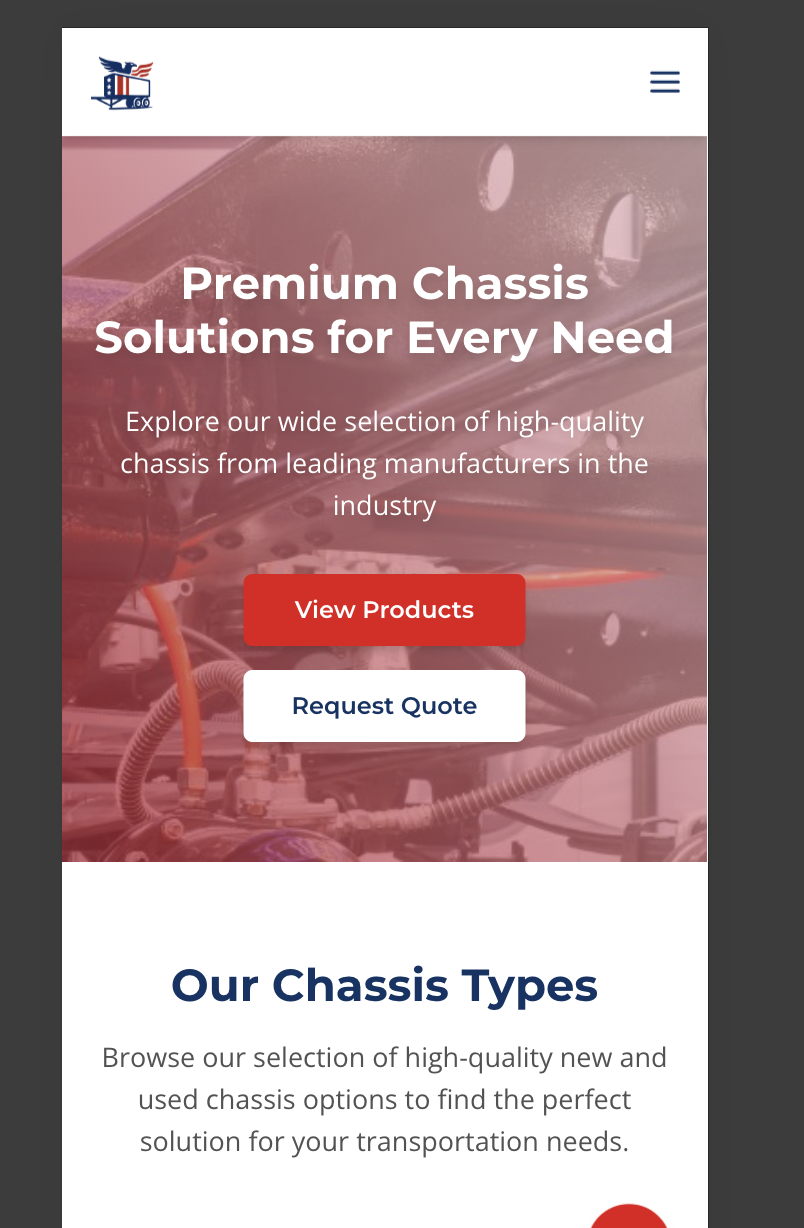 Premium Chassis
Solutions for Every Need
Explore our wide selection of high-quality
chassis from leading manufacturers in the
industry
View Products
Request Quote
Our Chassis Types
Browse our selection of high-quality new and
used chassis options to find the perfect
solution for your transportation needs.